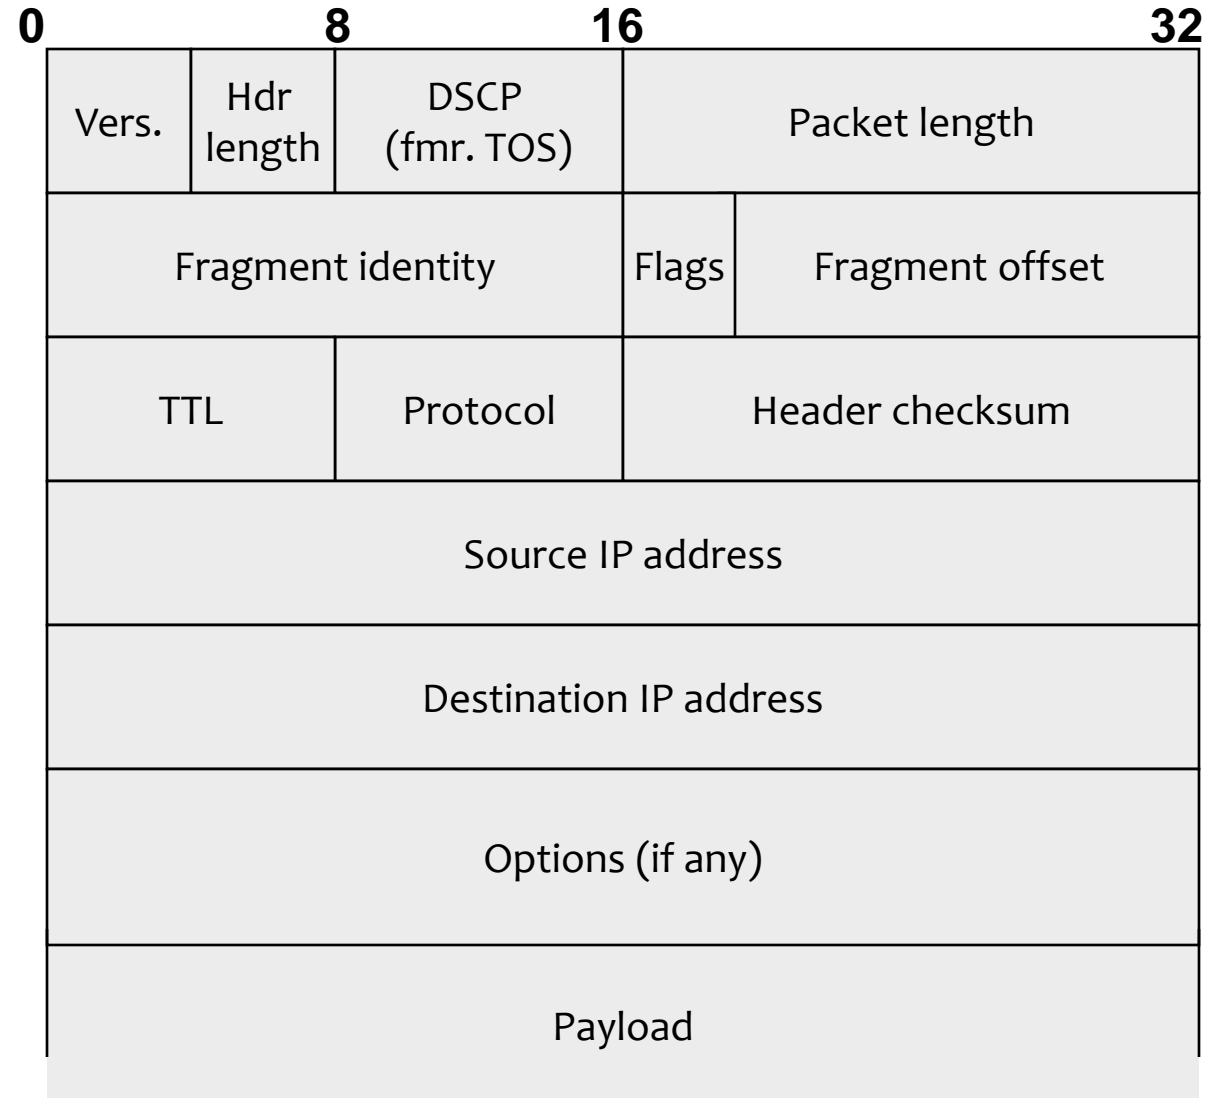 0 8 16 32
Vers.
Hdr
length
DSCP
(fmr. TOS)
Packet length
Fragment identity
Flags
Fragment offset
TTL
Protocol
Header checksum
Source IP address
Destination IP address
Options (if any)
Payload